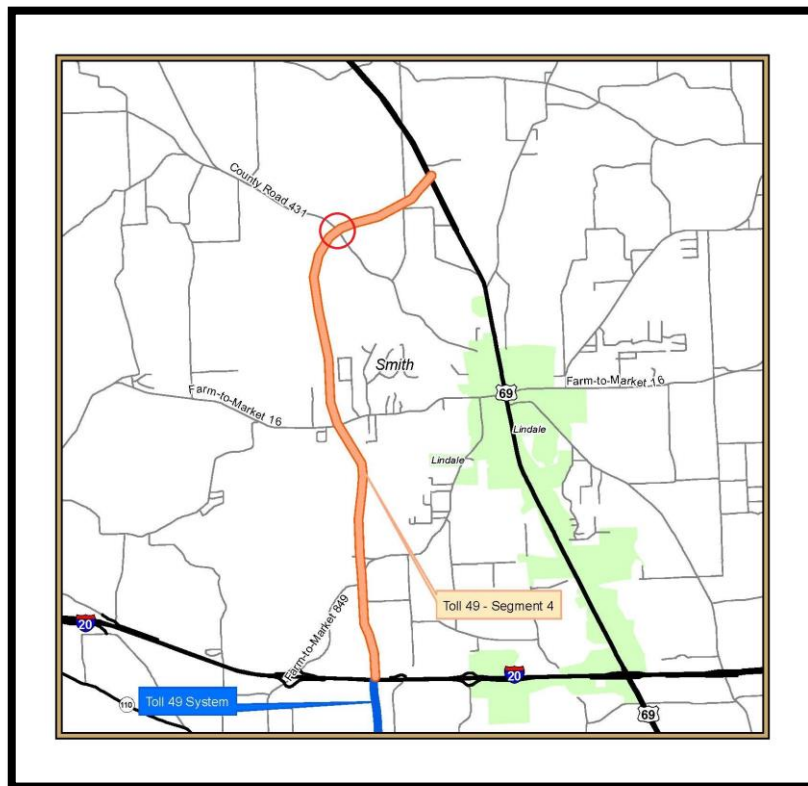 County Road 431
Smith
Farm-to-Market 16
69
Farm-to-Market 16
Lindale
Lindale
Toll 49 - Segment 4
Farm-to-Market 849
20
20
110
Toll 49 System
69